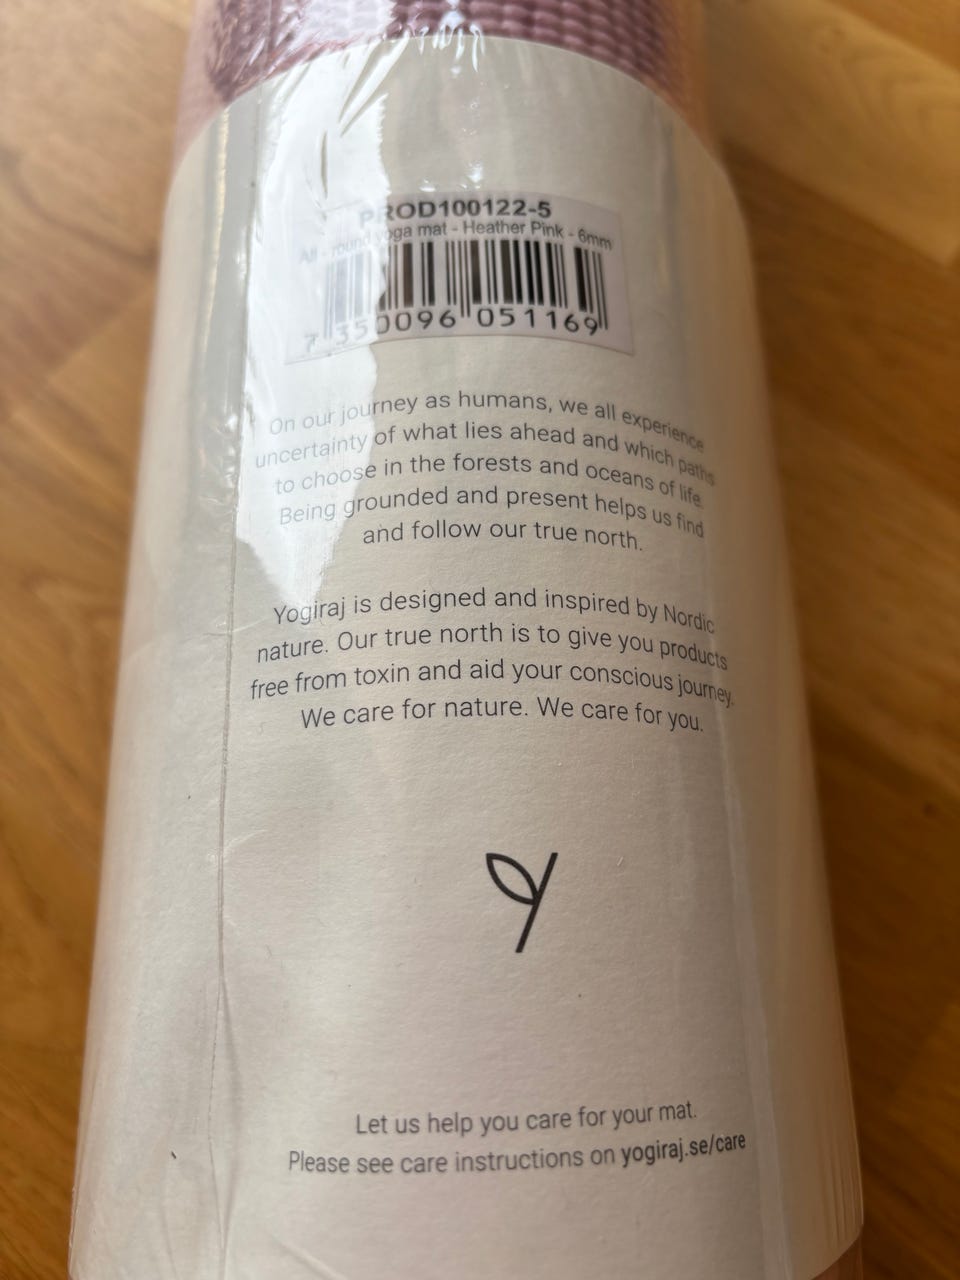 PROD100122-5
All - round yoga mat - Heather Pink - 6mm
7 350096 051169
On our journey as humans, we all experience
uncertainty of what lies ahead and which paths
to choose in the forests and oceans of life.
Being grounded and present helps us find
and follow our true north.
Yogiraj is designed and inspired by Nordic
nature. Our true north is to give you products
free from toxin and aid your conscious journey.
We care for nature. We care for you.
Let us help you care for your mat.
Please see care instructions on yogiraj.se/care